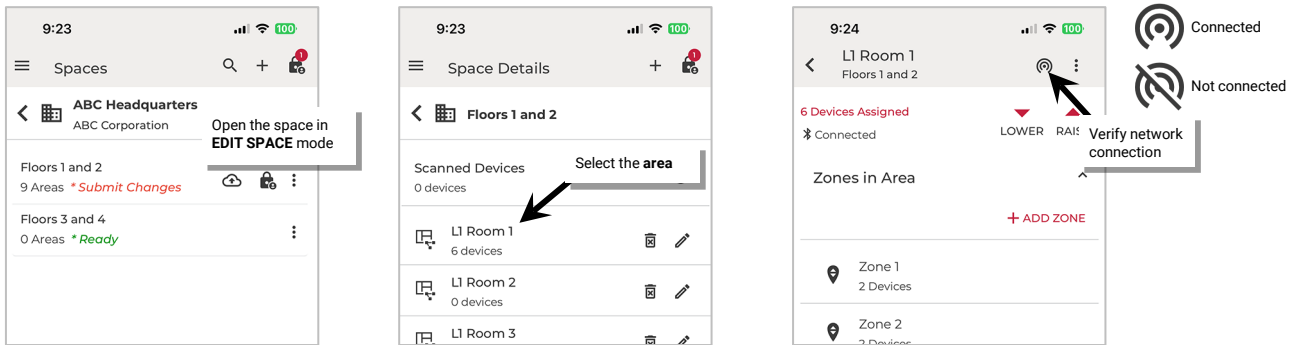 9:23
100
1
Spaces
ABC Headquarters
ABC Corporation
Open the space in
EDIT SPACE mode
Floors 1 and 2
9 Areas * Submit Changes
Floors 3 and 4
0 Areas * Ready
9:23
100
1
Space Details
Floors 1 and 2
Scanned Devices
0 devices
Select the area
L1 Room 1
6 devices
L1 Room 2
0 devices
L1 Room 3
9:24
100
L1 Room 1
Floors 1 and 2
6 Devices Assigned
Connected
LOWER
Verify network
connection
Zones in Area
+ ADD ZONE
Zone 1
2 Devices
Zone 2
2 Devices
Connected
Not connected